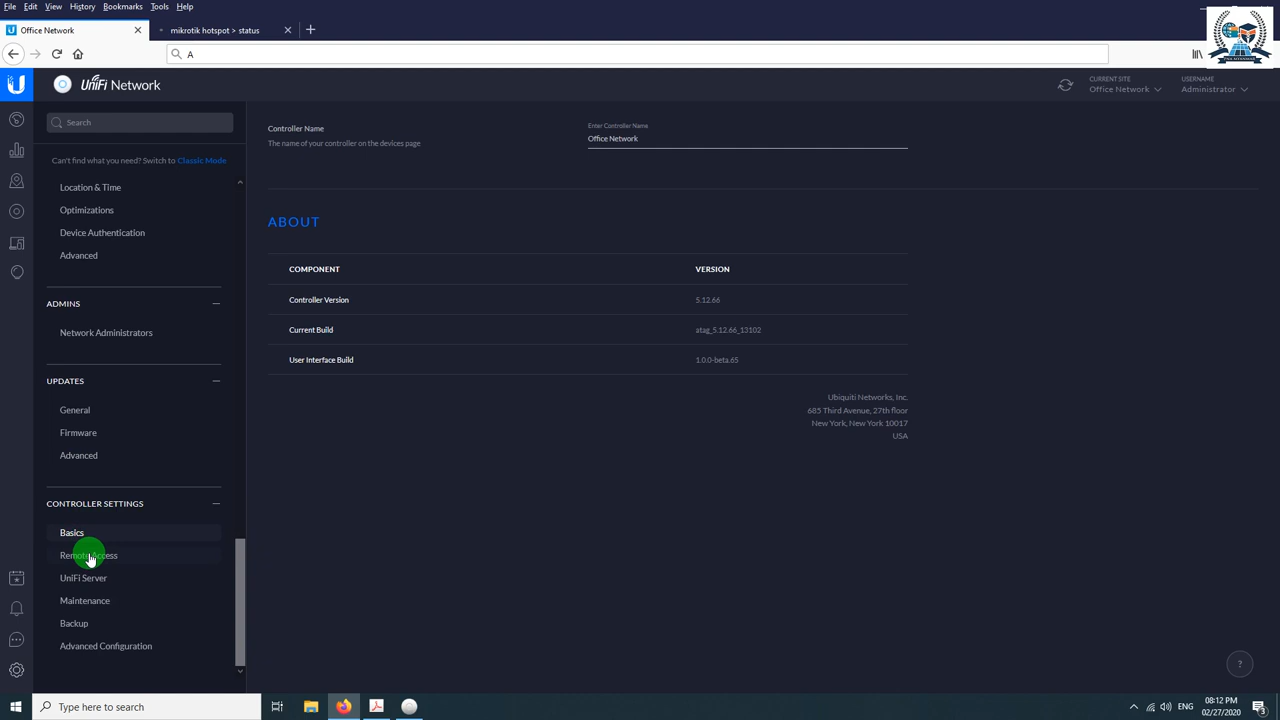 File Edit View History Bookmarks Tools Help
Office Network
mikrotik hotspot > status
A
UniFi Network
CURRENT SITE
Office Network
USERNAME
Administrator
Search
Can't find what you need? Switch to Classic Mode
Location & Time
Optimizations
Device Authentication
Advanced
ADMINS
Network Administrators
UPDATES
General
Firmware
Advanced
CONTROLLER SETTINGS
Basics
Remote Access
UniFi Server
Maintenance
Backup
Advanced Configuration
Controller Name
The name of your controller on the devices page
Enter Controller Name
Office Network
ABOUT
COMPONENT VERSION
Controller Version 5.12.66
Current Build atag_5.12.66_13102
User Interface Build 1.0.0-beta.65
Ubiquiti Networks, Inc.
685 Third Avenue, 27th floor
New York, New York 10017
USA
?
Type here to search
ENG
08:12 PM
02/27/2020
3